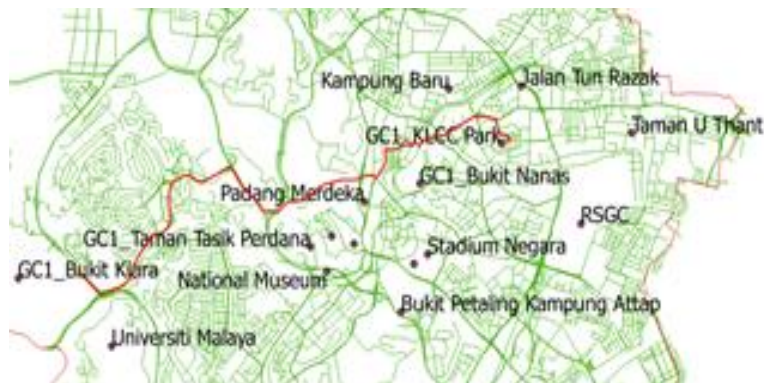 Kampung Baru
Jalan Tun Razak
GC1_KLCC Park
Taman U Thant
GC1_Bukit Nanas
Padang Merdeka
RSGC
GC1_Taman Tasik Perdana
Stadium Negara
GC1_Bukit Kiara
National Museum
Bukit Petaling Kampung Attap
Universiti Malaya